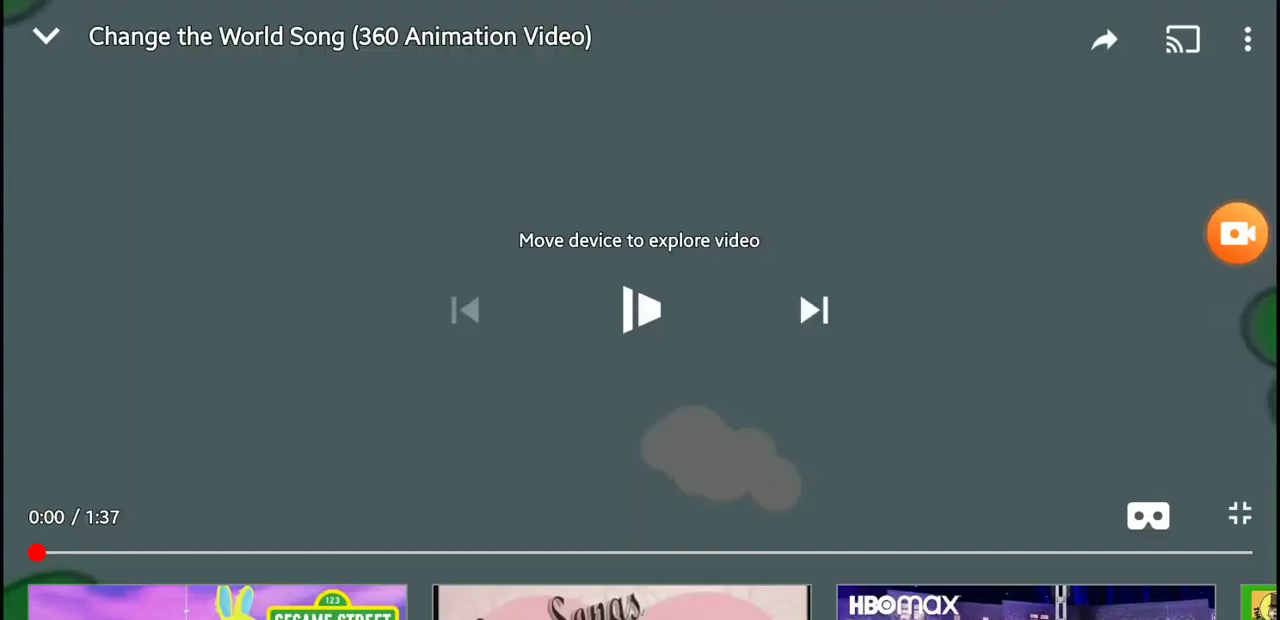 Change the World Song (360 Animation Video)
Move device to explore video
0:00 / 1:37
123
SESAME STREET
Songs
HBOmax